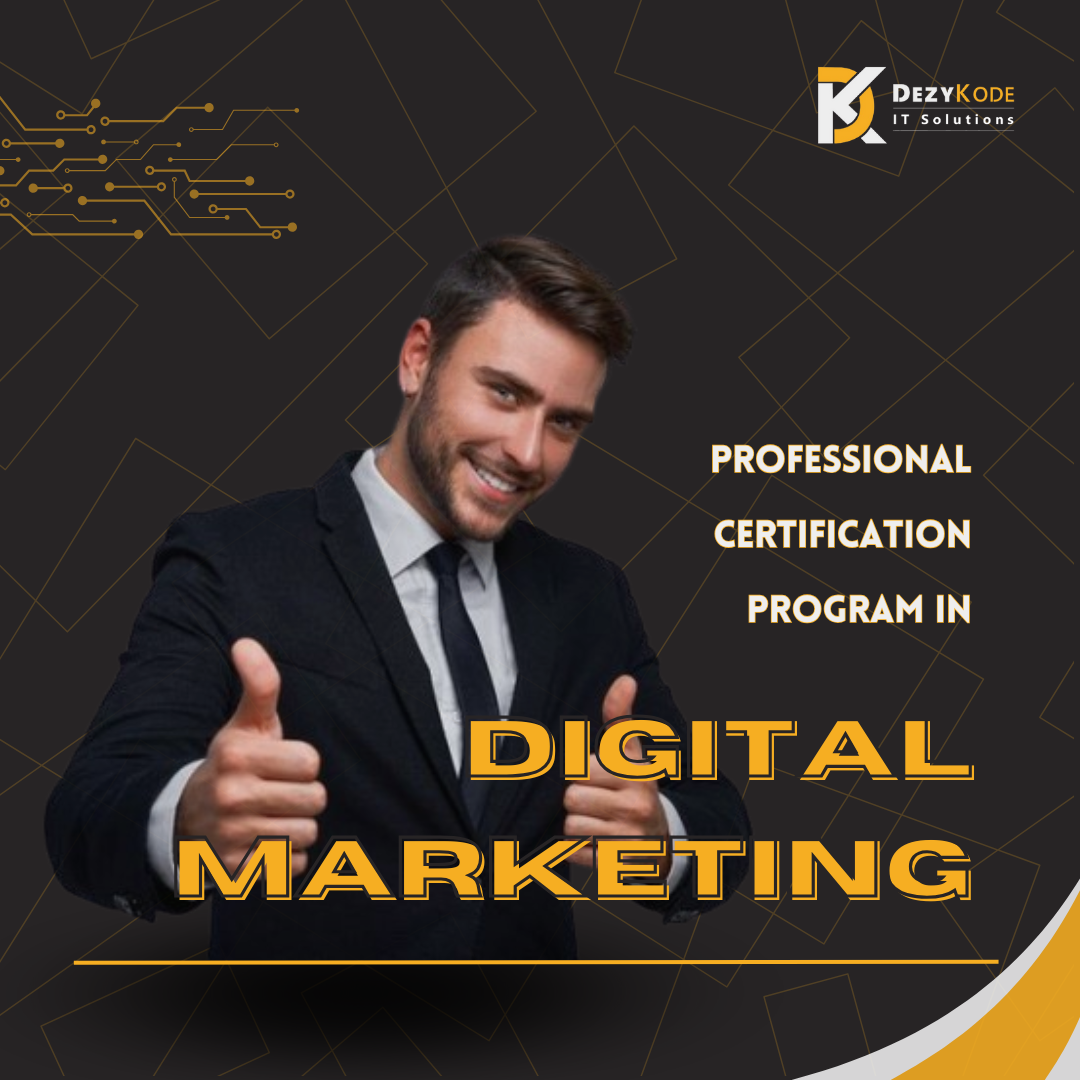 DEZYKODE
IT Solutions
PROFESSIONAL
CERTIFICATION
PROGRAM IN
DIGITAL
MARKETING